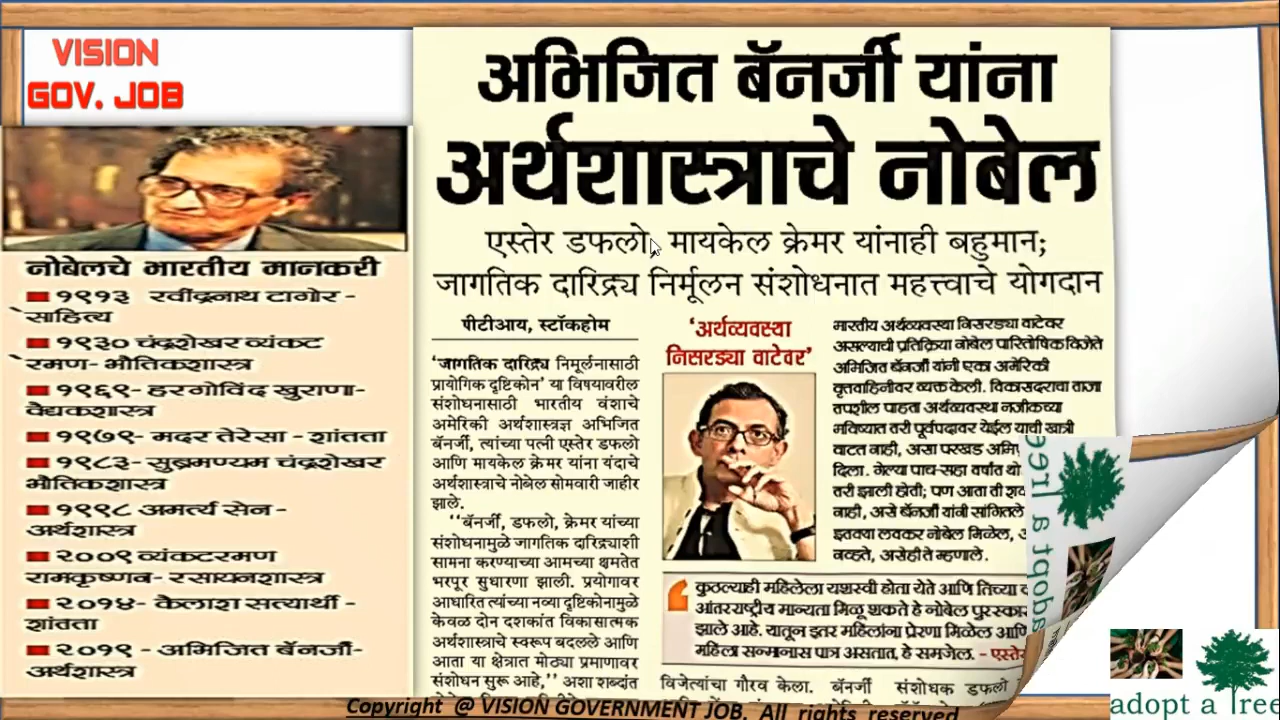 VISION
GOV. JOB
नोबेलचे भारतीय मानकरी
१९१३ रवींद्रनाथ टागोर -
साहित्य
१९३० चंद्रशेखर व्यंकट
रमण- भौतिकशास्त्र
१९६९- हरगोविंद खुराणा-
वैद्यकशास्त्र
१९७९- मदर तेरेसा - शांतता
१९८३- सुब्रमण्यम चंद्रशेखर
भौतिकशास्त्र
१९९८ अमर्त्य सेन -
अर्थशास्त्र
२००९ व्यंकटरमण
रामकृष्णन- रसायनशास्त्र
२०१४- कैलाश सत्यार्थी -
शांतता
२०१९ - अभिजित बॅनर्जी-
अर्थशास्त्र
अभिजित बॅनर्जी यांना
अर्थशास्त्राचे नोबेल
एस्तेर डफलो, मायकेल क्रेमर यांनाही बहुमान;
जागतिक दारिद्र्य निर्मूलन संशोधनात महत्त्वाचे योगदान
पीटीआय, स्टॉकहोम
'जागतिक दारिद्र्य निमूर्लनासाठी
प्रायोगिक दृष्टिकोन' या विषयावरील
संशोधनासाठी भारतीय वंशाचे
अमेरिकी अर्थशास्त्रज्ञ अभिजित
बॅनर्जी, त्यांच्या पत्नी एस्तेर डफलो
आणि मायकेल क्रेमर यांना यंदाचे
अर्थशास्त्राचे नोबेल सोमवारी जाहीर
झाले.
''बॅनर्जी, डफलो, क्रेमर यांच्या
संशोधनामुळे जागतिक दारिद्र्याशी
सामना करण्याच्या आमच्या क्षमतेत
भरपूर सुधारणा झाली. प्रयोगावर
आधारित त्यांच्या नव्या दृष्टिकोनामुळे
केवळ दोन दशकांत विकासात्मक
अर्थशास्त्राचे स्वरूप बदलले आणि
आता या क्षेत्रात मोठ्या प्रमाणावर
संशोधन सुरू आहे,'' अशा शब्दांत
'अर्थव्यवस्था
निसरड्या वाटेवर'
भारतीय अर्थव्यवस्था निसरड्या वाटेवर
असल्याची प्रतिक्रिया नोबेल पारितोषिक विजेते
अभिजित बॅनर्जी यांनी एका अमेरिकी
वृत्तवाहिनीवर व्यक्त केली. विकासदराचा ताजा
तपशील पाहता अर्थव्यवस्था नजीकच्या
भविष्यात तरी पूर्वपदावर येईल याची खात्री
वाटत नाही, असा परखड
दिला. गेल्या पाच-सहा वर्षांत
तरी झाली होती; पण आता ती
नाही, असे बॅनर्जी यांनी सांगितले
इतक्या लवकर नोबेल मिळेल,
नव्हते, असेही ते म्हणाले.
कुठल्याही महिलेला यशस्वी होता येते आणि तिच्या
आंतरराष्ट्रीय मान्यता मिळू शकते हे नोबेल
झाले आहे. यातून इतर महिलांना प्रेरणा मिळेल
महिला सन्मानास पात्र असतात, हे समजेल.
विजेत्यांचा गौरव केला. बॅनर्जी संशोधक डफलो
adopt a Tree
adopt a Tree
Copyright @ VISION GOVERNMENT JOB. All rights reserved